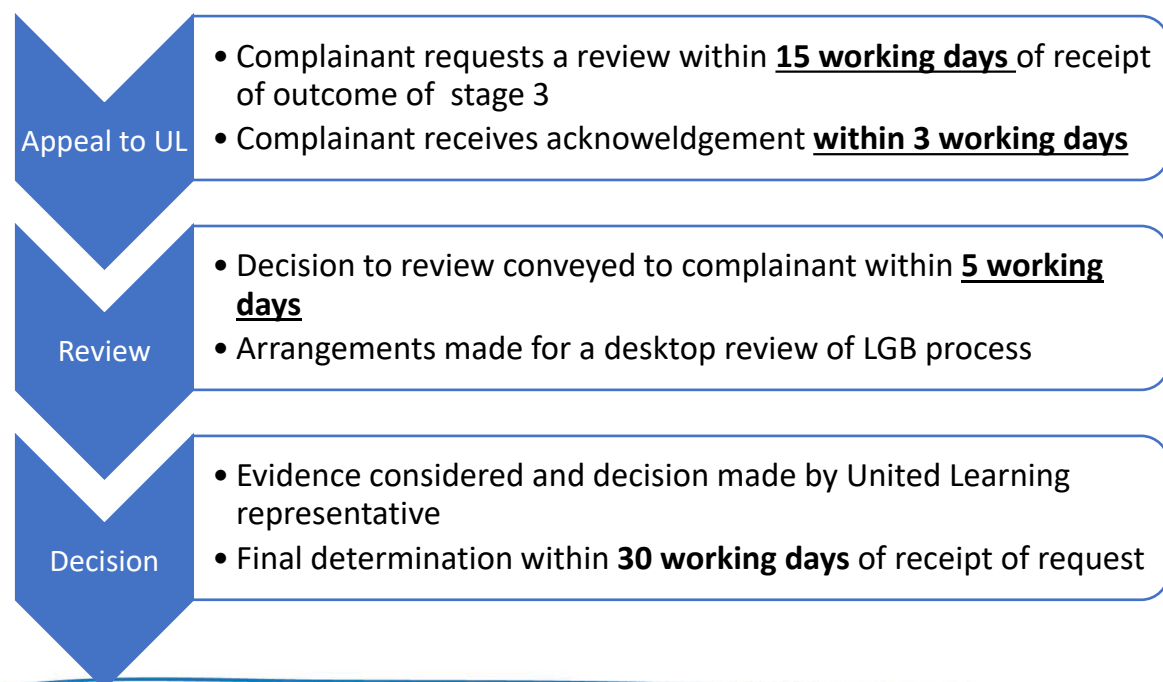 Appeal to UL
• Complainant requests a review within 15 working days of receipt
of outcome of  stage 3
• Complainant receives acknoweldgement within 3 working days
Review
• Decision to review conveyed to complainant within 5 working
days
• Arrangements made for a desktop review of LGB process
Decision
• Evidence considered and decision made by United Learning
representative
• Final determination within 30 working days of receipt of request